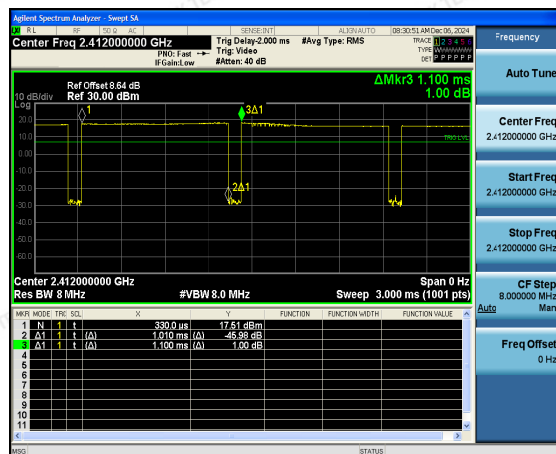 Agilent Spectrum Analyzer - Swept SA
RL RF 50 Ω AC SENSE:INT ALIGNAUTO 08:30:51 AM Dec 06, 2024
Center Freq 2.412000000 GHz
PNO: Fast
IFGain:Low
Trig Delay-2.000 ms
Trig: Video
#Atten: 40 dB
#Avg Type: RMS
TRACE 1 2 3 4 5 6
TYPE W
DET P P P P P P
Frequency
Auto Tune
Center Freq
2.412000000 GHz
Start Freq
2.412000000 GHz
Stop Freq
2.412000000 GHz
CF Step
8.000000 MHz
Auto Man
Freq Offset
0 Hz
ΔMkr3 1.100 ms
1.00 dB
Ref Offset 8.64 dB
10 dB/div Ref 30.00 dBm
Log
20.0
10.0
0.00
-10.0
-20.0
-30.0
-40.0
-50.0
-60.0
1
3Δ1
2Δ1
TRIG LVL
Center 2.412000000 GHz Span 0 Hz
Res BW 8 MHz #VBW 8.0 MHz Sweep 3.000 ms (1001 pts)
MKR MODE TRC SCL X Y FUNCTION FUNCTION WIDTH FUNCTION VALUE
1 N 1 t 330.0 us 17.51 dBm
2 Δ1 1 t (Δ) 1.010 ms (Δ) -45.98 dB
3 Δ1 1 t (Δ) 1.100 ms (Δ) 1.00 dB
4
5
6
7
8
9
10
11
MSG STATUS